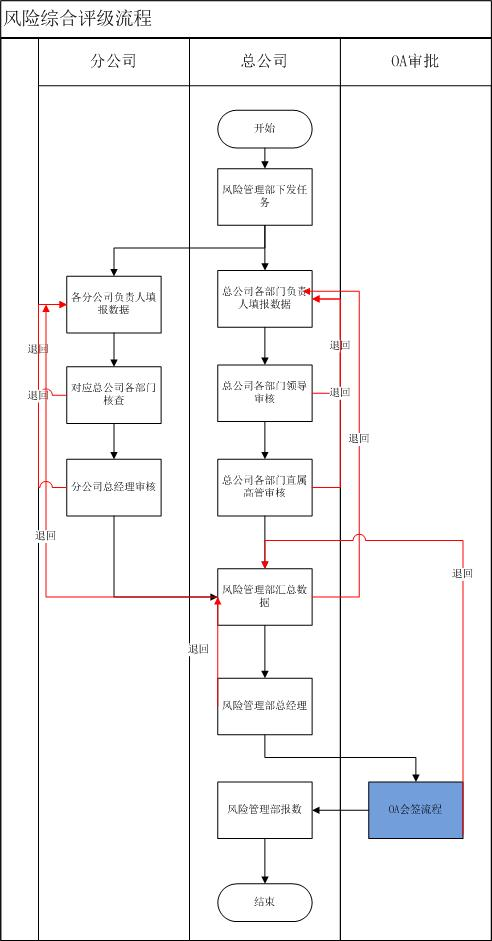 风险综合评级流程
分公司
总公司
OA审批
开始
风险管理部下发任
务
各分公司负责人填
报数据
总公司各部门负责
人填报数据
退回
退回
对应总公司各部门
核查
退回
总公司各部门领导
审核
退回
退回
分公司总经理审核
总公司各部门直属
高管审核
退回
退回
风险管理部汇总数
据
退回
风险管理部总经理
风险管理部报数
OA会签流程
结束